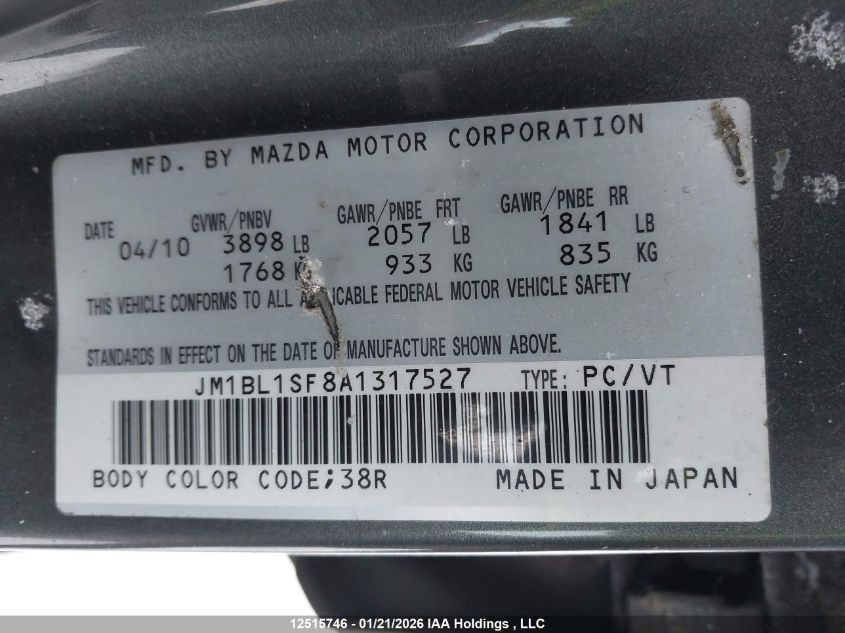 MFD. BY MAZDA MOTOR CORPORATION
DATE GVWR/PNBV GAWR/PNBE FRT GAWR/PNBE RR
04/10 3898 LB 2057 LB 1841 LB
1768 KG 933 KG 835 KG
THIS VEHICLE CONFORMS TO ALL APPLICABLE FEDERAL MOTOR VEHICLE SAFETY
STANDARDS IN EFFECT ON THE DATE OF MANUFACTURE SHOWN ABOVE.
JM1BL1SF8A1317527 TYPE: PC/VT
BODY COLOR CODE;38R MADE IN JAPAN
12515746 - 01/21/2026 IAA Holdings , LLC